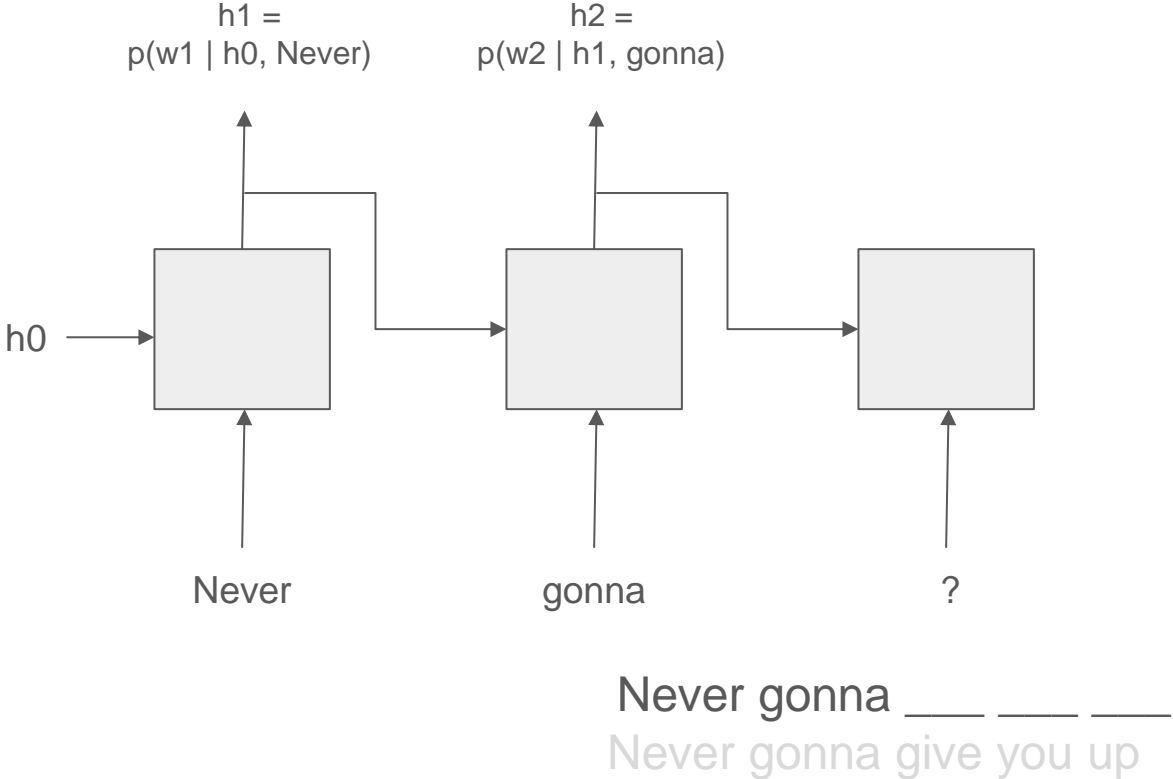 h1 =
p(w1 | h0, Never)
h2 =
p(w2 | h1, gonna)
h0
Never
gonna
?
Never gonna ___ ___ ___
Never gonna give you up